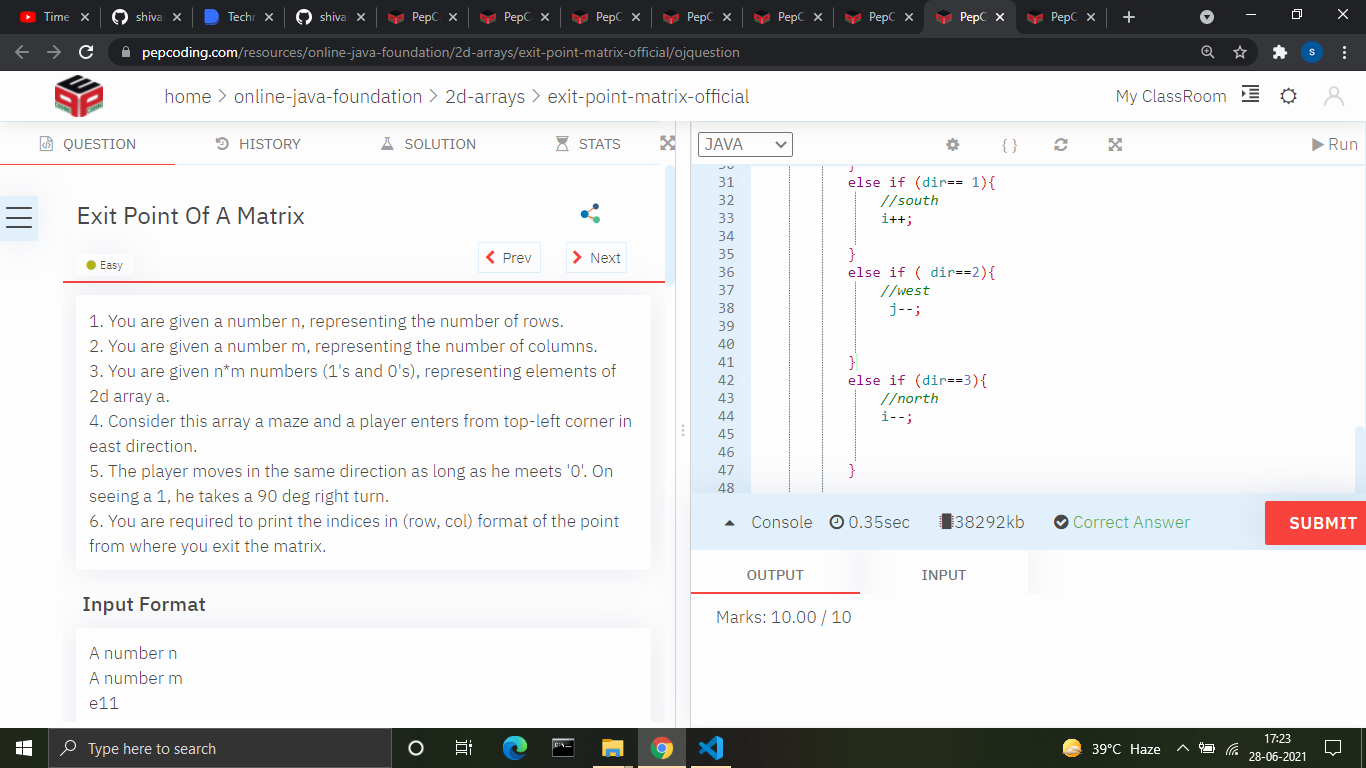 Time
shiva
Techn
shiva
PepC
PepC
PepC
PepC
PepC
PepC
PepC
PepC
pepcoding.com/resources/online-java-foundation/2d-arrays/exit-point-matrix-official/ojquestion
S
home > online-java-foundation > 2d-arrays > exit-point-matrix-official
My ClassRoom
QUESTION
HISTORY
SOLUTION
STATS
JAVA
{ }
Run
Exit Point Of A Matrix
Easy
Prev
Next
1. You are given a number n, representing the number of rows.
2. You are given a number m, representing the number of columns.
3. You are given n*m numbers (1's and 0's), representing elements of
2d array a.
4. Consider this array a maze and a player enters from top-left corner in
east direction.
5. The player moves in the same direction as long as he meets '0'. On
seeing a 1, he takes a 90 deg right turn.
6. You are required to print the indices in (row, col) format of the point
from where you exit the matrix.
Input Format
A number n
A number m
e11
30 }
31 else if (dir== 1){
32 //south
33 i++;
34
35 }
36 else if ( dir==2){
37 //west
38 j--;
39
40
41 }
42 else if (dir==3){
43 //north
44 i--;
45
46
47 }
48
Console
0.35sec
38292kb
Correct Answer
SUBMIT
OUTPUT
INPUT
Marks: 10.00 / 10
Type here to search
39°C Haze
17:23
28-06-2021